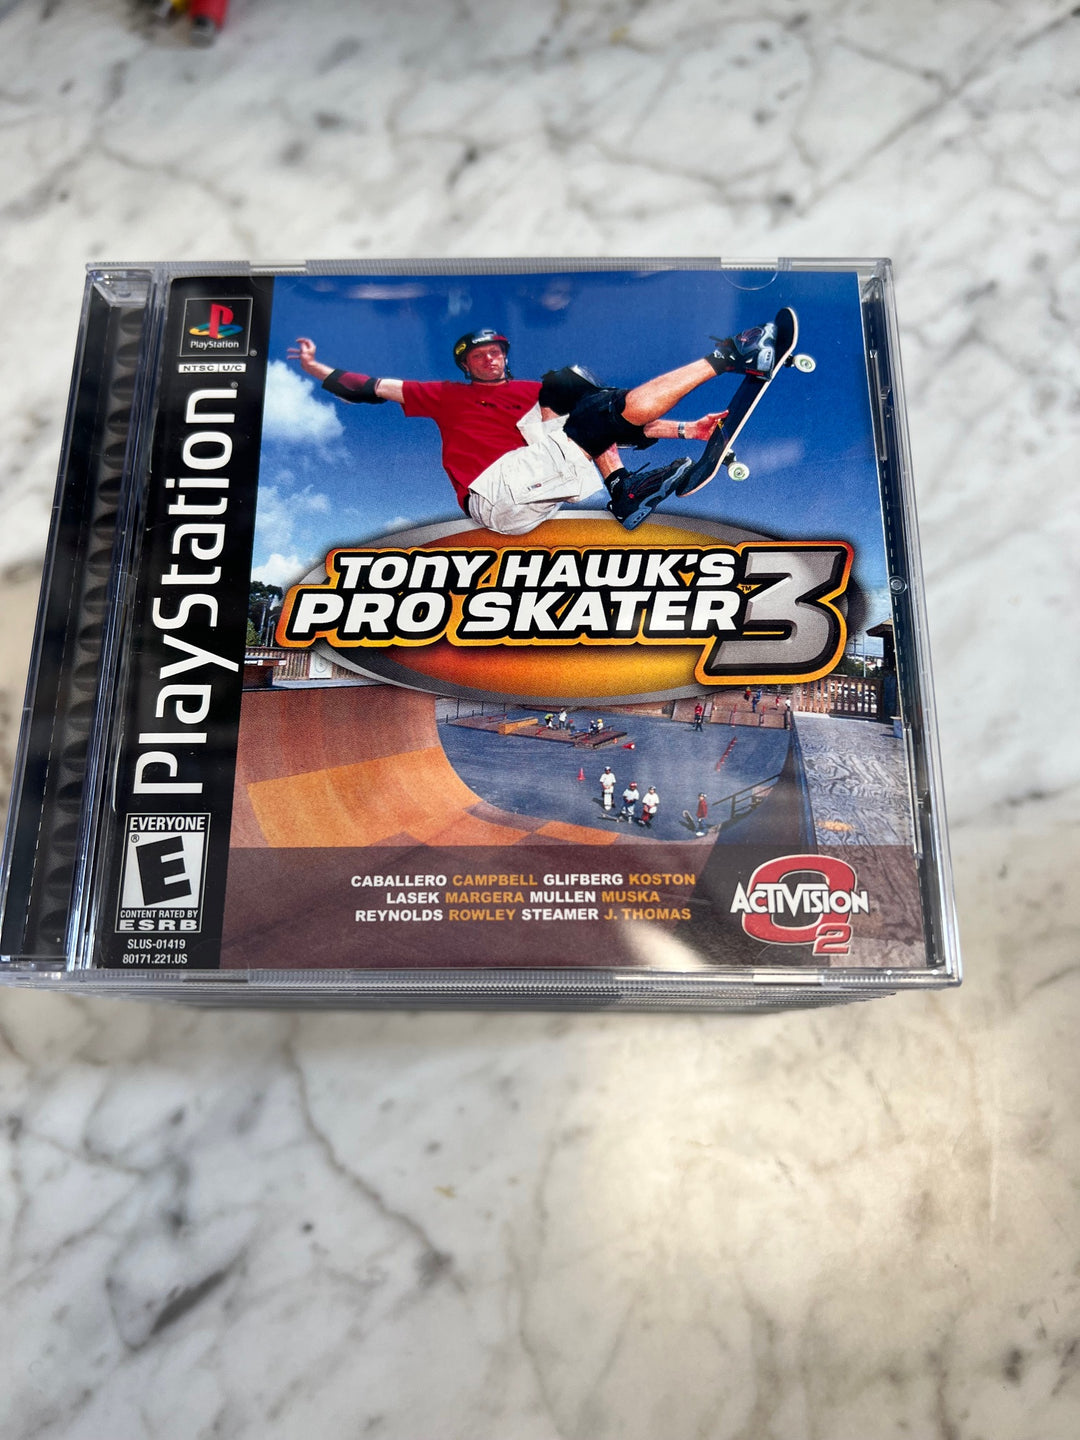 PlayStation
NTSC U/C
PlayStation
TONY HAWK'S
PRO SKATER 3
™
EVERYONE
E
CONTENT RATED BY
ESRB
SLUS-01419
80171.221.US
CABALLERO CAMPBELL GLIFBERG KOSTON
LASEK MARGERA MULLEN MUSKA
REYNOLDS ROWLEY STEAMER J. THOMAS
ACTIVISION
O2